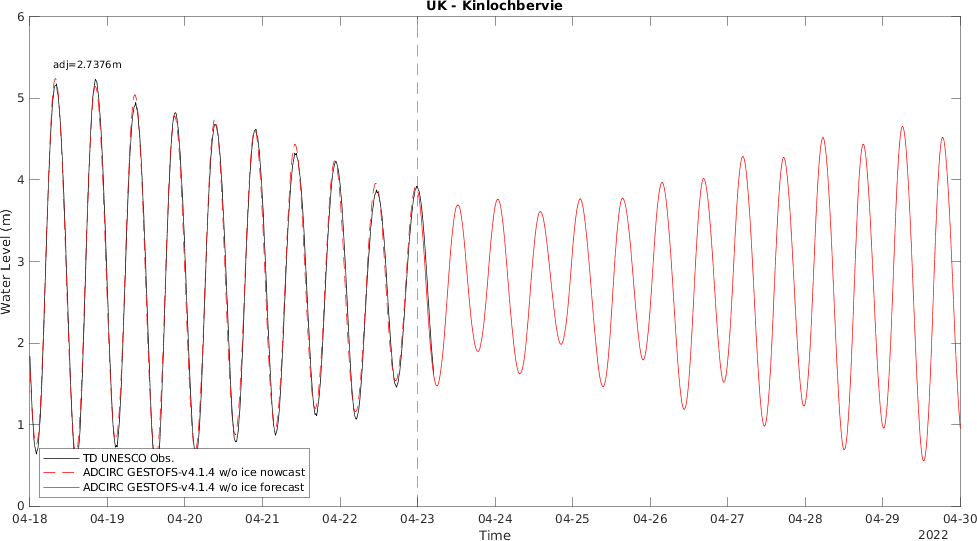 UK - Kinlochbervie
adj=2.7376m
6
5
4
3
2
1
0
Water Level (m)
TD UNESCO Obs.
ADCIRC GESTOFS-v4.1.4 w/o ice nowcast
ADCIRC GESTOFS-v4.1.4 w/o ice forecast
04-18 04-19 04-20 04-21 04-22 04-23 04-24 04-25 04-26 04-27 04-28 04-29 04-30
Time
2022